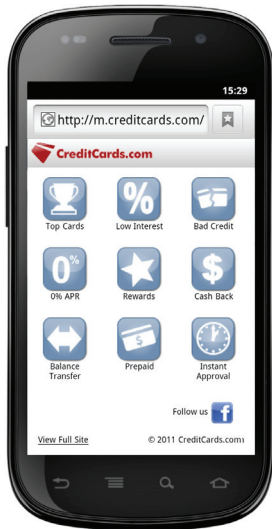 15:29
http://m.creditcards.com/
CreditCards.com
%
Top Cards Low Interest Bad Credit
0% $
0% APR Rewards Cash Back
$
Balance Prepaid Instant
Transfer Approval
Follow us f
View Full Site © 2011 CreditCards.com